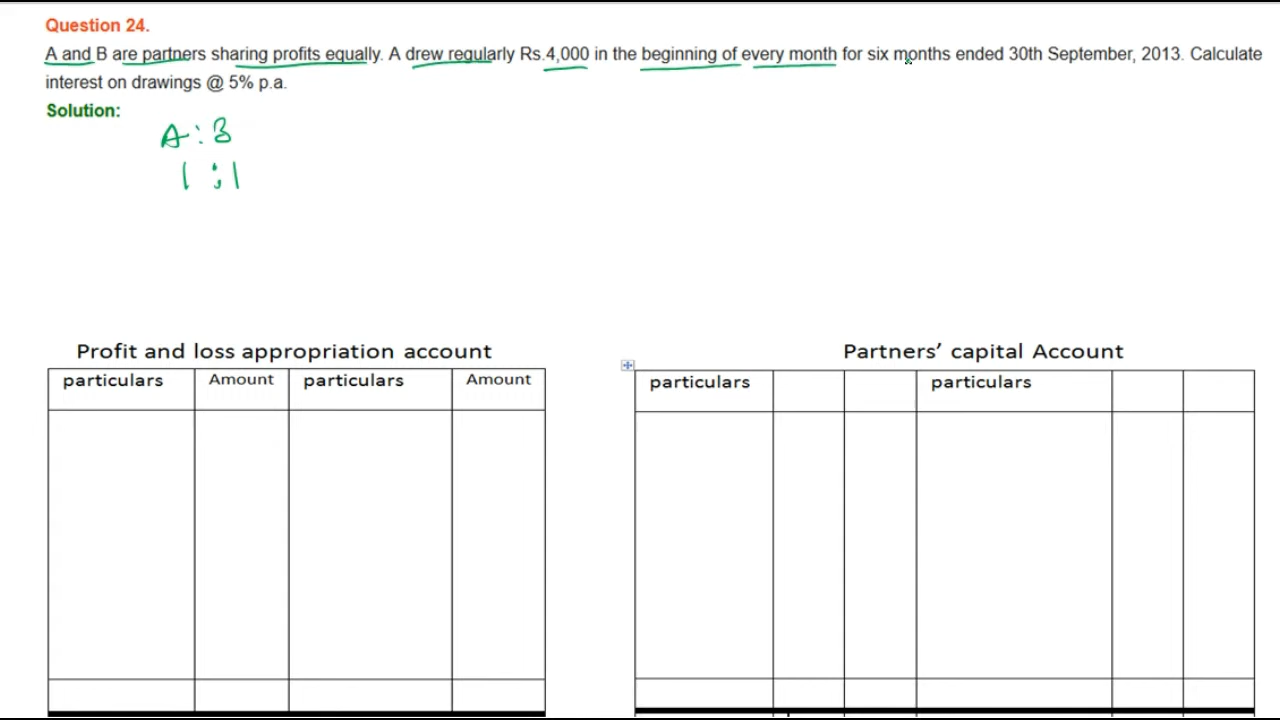 Question 24.
A and B are partners sharing profits equally. A drew regularly Rs.4,000 in the beginning of every month for six months ended 30th September, 2013. Calculate
interest on drawings @ 5% p.a.
Solution:
A : B
1 : 1
Profit and loss appropriation account
particulars Amount particulars Amount
Partners’ capital Account
particulars particulars